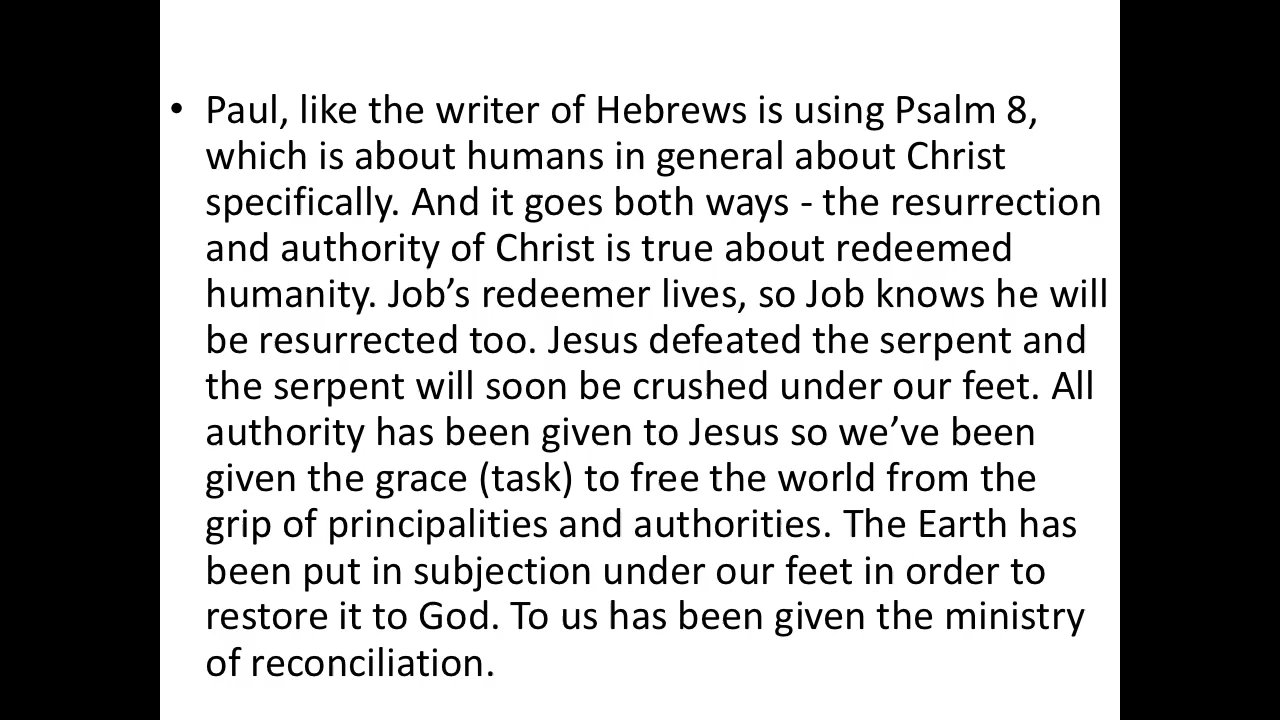 • Paul, like the writer of Hebrews is using Psalm 8,
which is about humans in general about Christ
specifically. And it goes both ways - the resurrection
and authority of Christ is true about redeemed
humanity. Job’s redeemer lives, so Job knows he will
be resurrected too. Jesus defeated the serpent and
the serpent will soon be crushed under our feet. All
authority has been given to Jesus so we’ve been
given the grace (task) to free the world from the
grip of principalities and authorities. The Earth has
been put in subjection under our feet in order to
restore it to God. To us has been given the ministry
of reconciliation.